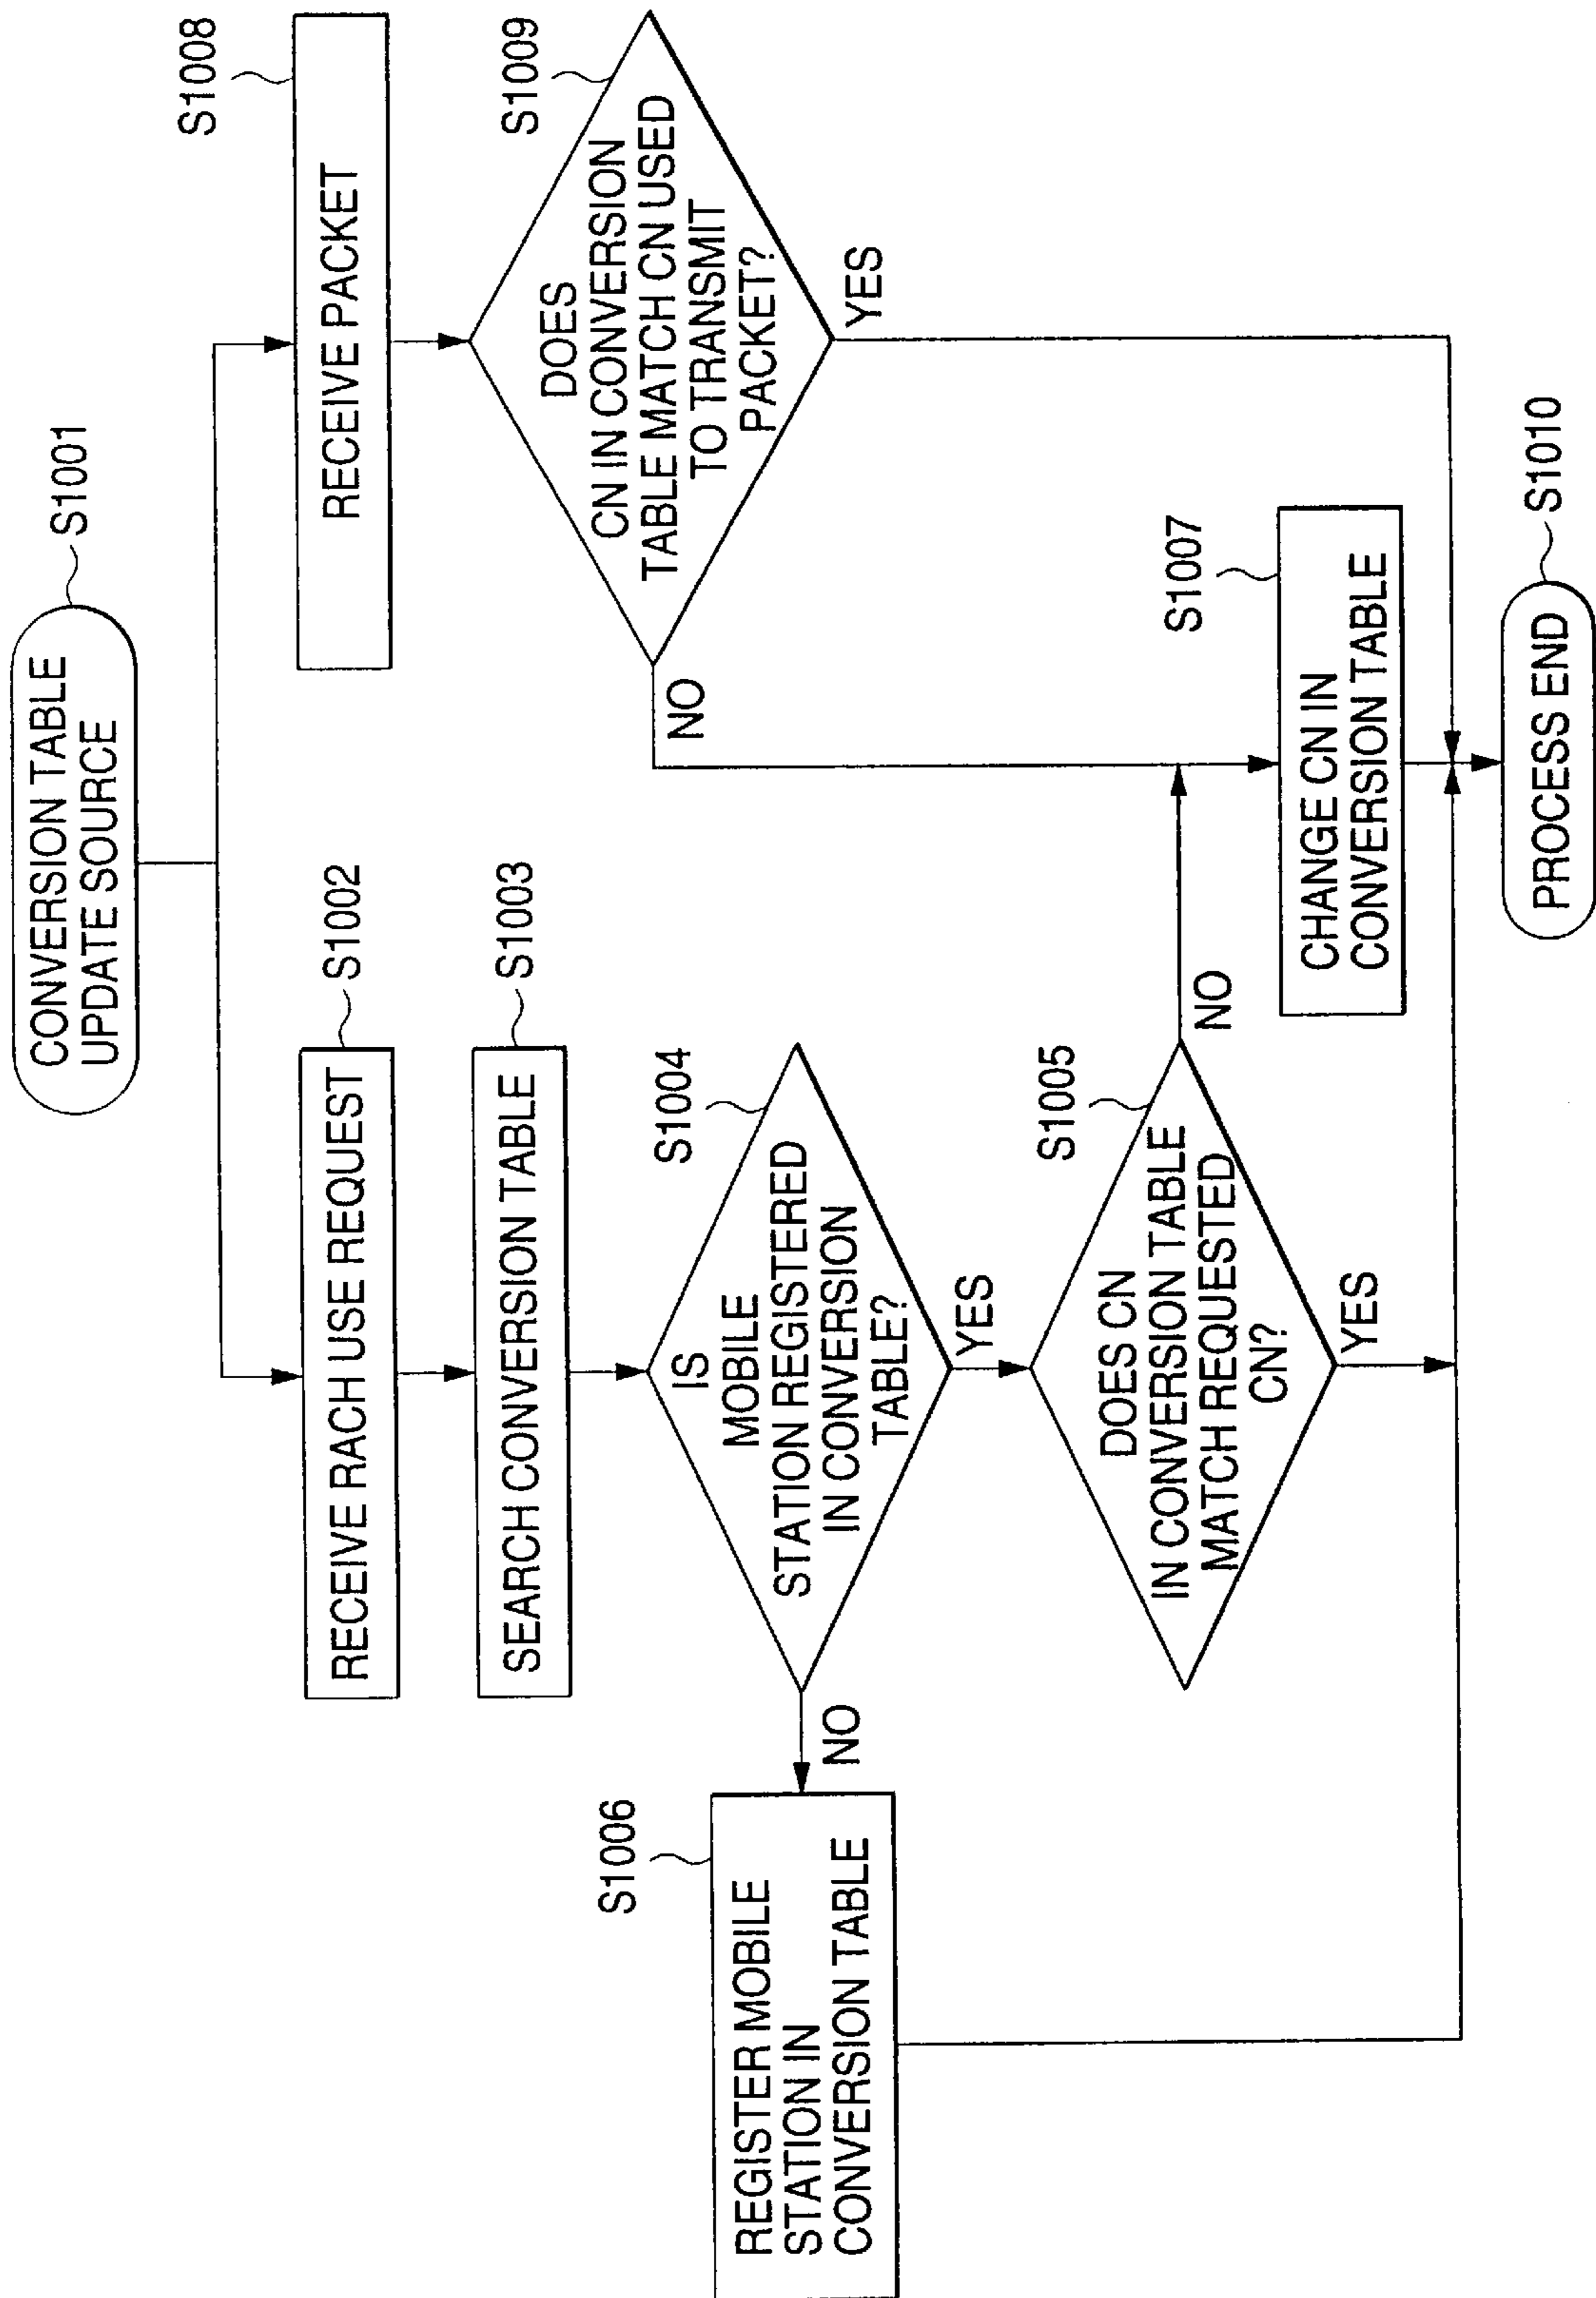 CONVERSION TABLE
UPDATE SOURCE
S1001
RECEIVE RACH USE REQUEST
S1002
SEARCH CONVERSION TABLE
S1003
IS
MOBILE
STATION REGISTERED
IN CONVERSION
TABLE?
S1004
NO
YES
REGISTER MOBILE
STATION IN
CONVERSION TABLE
S1006
DOES CN
IN CONVERSION TABLE
MATCH REQUESTED
CN?
S1005
NO
YES
RECEIVE PACKET
S1008
DOES
CN IN CONVERSION
TABLE MATCH CN USED
TO TRANSMIT
PACKET?
S1009
NO
YES
CHANGE CN IN
CONVERSION TABLE
S1007
PROCESS END
S1010